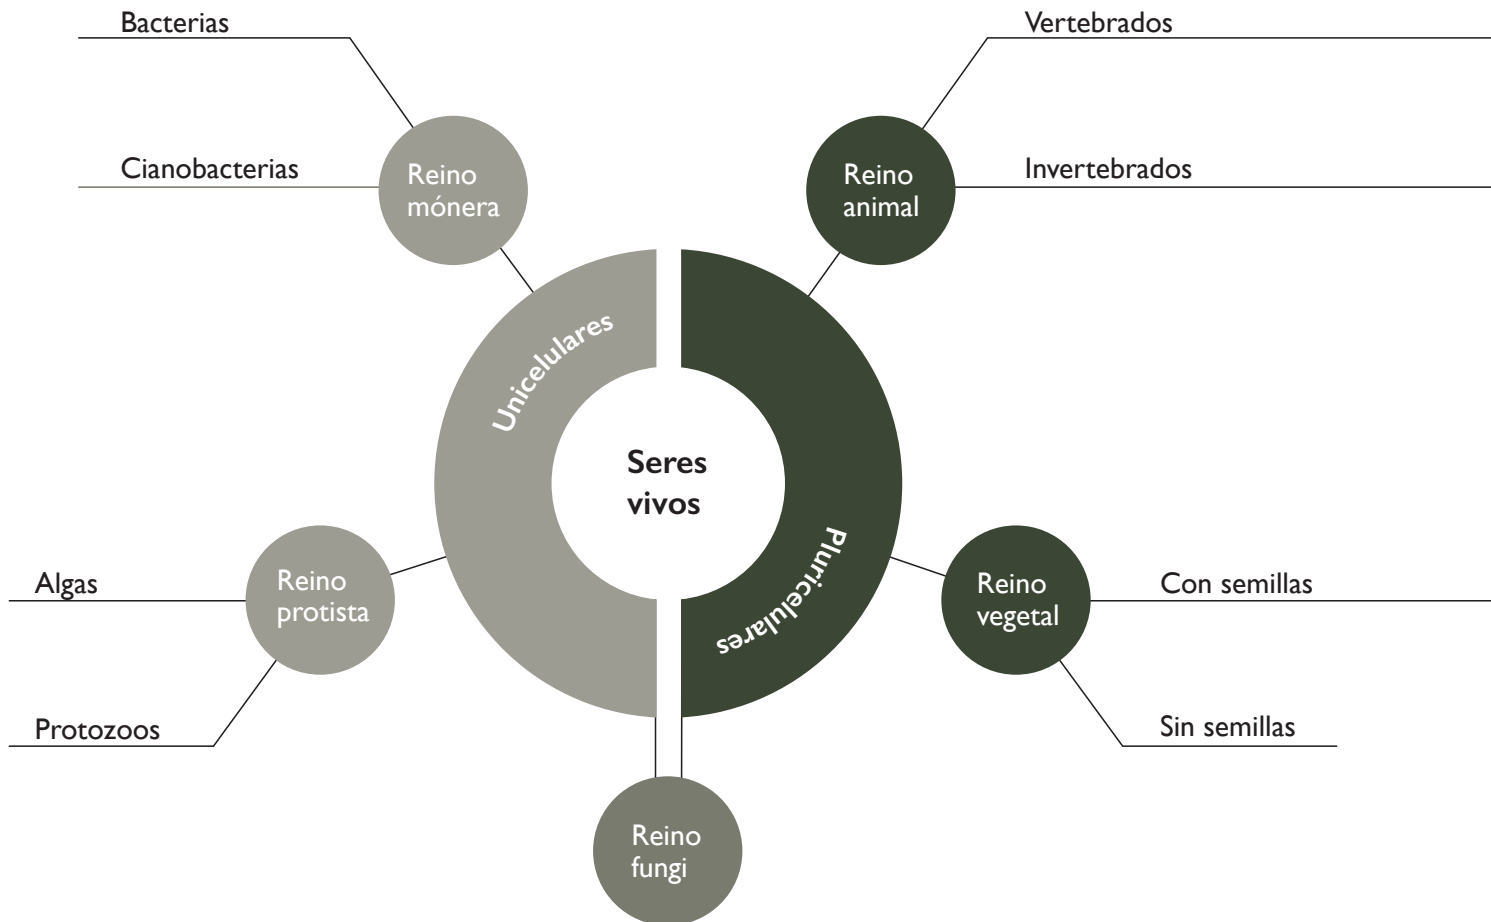 Bacterias
Vertebrados
Cianobacterias
Reino
mónera
Reino
animal
Invertebrados
Unicelulares
Seres
vivos
Pluricelulares
Algas
Reino
protista
Reino
vegetal
Con semillas
Protozoos
Sin semillas
Reino
fungi